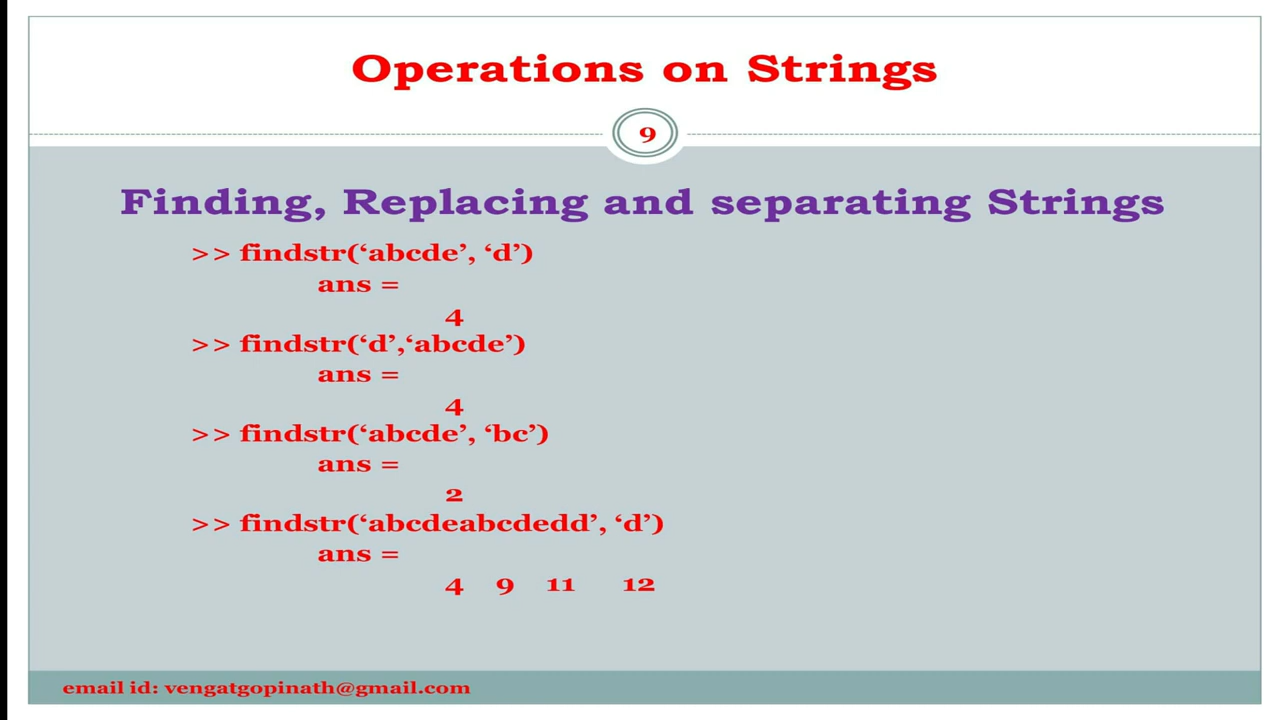 Operations on Strings
9
Finding, Replacing and separating Strings
>> findstr(‘abcde’, ‘d’)
ans =
4
>> findstr(‘d’,‘abcde’)
ans =
4
>> findstr(‘abcde’, ‘bc’)
ans =
2
>> findstr(‘abcdeabcdedd’, ‘d’)
ans =
4 9 11 12
email id: vengatgopinath@gmail.com